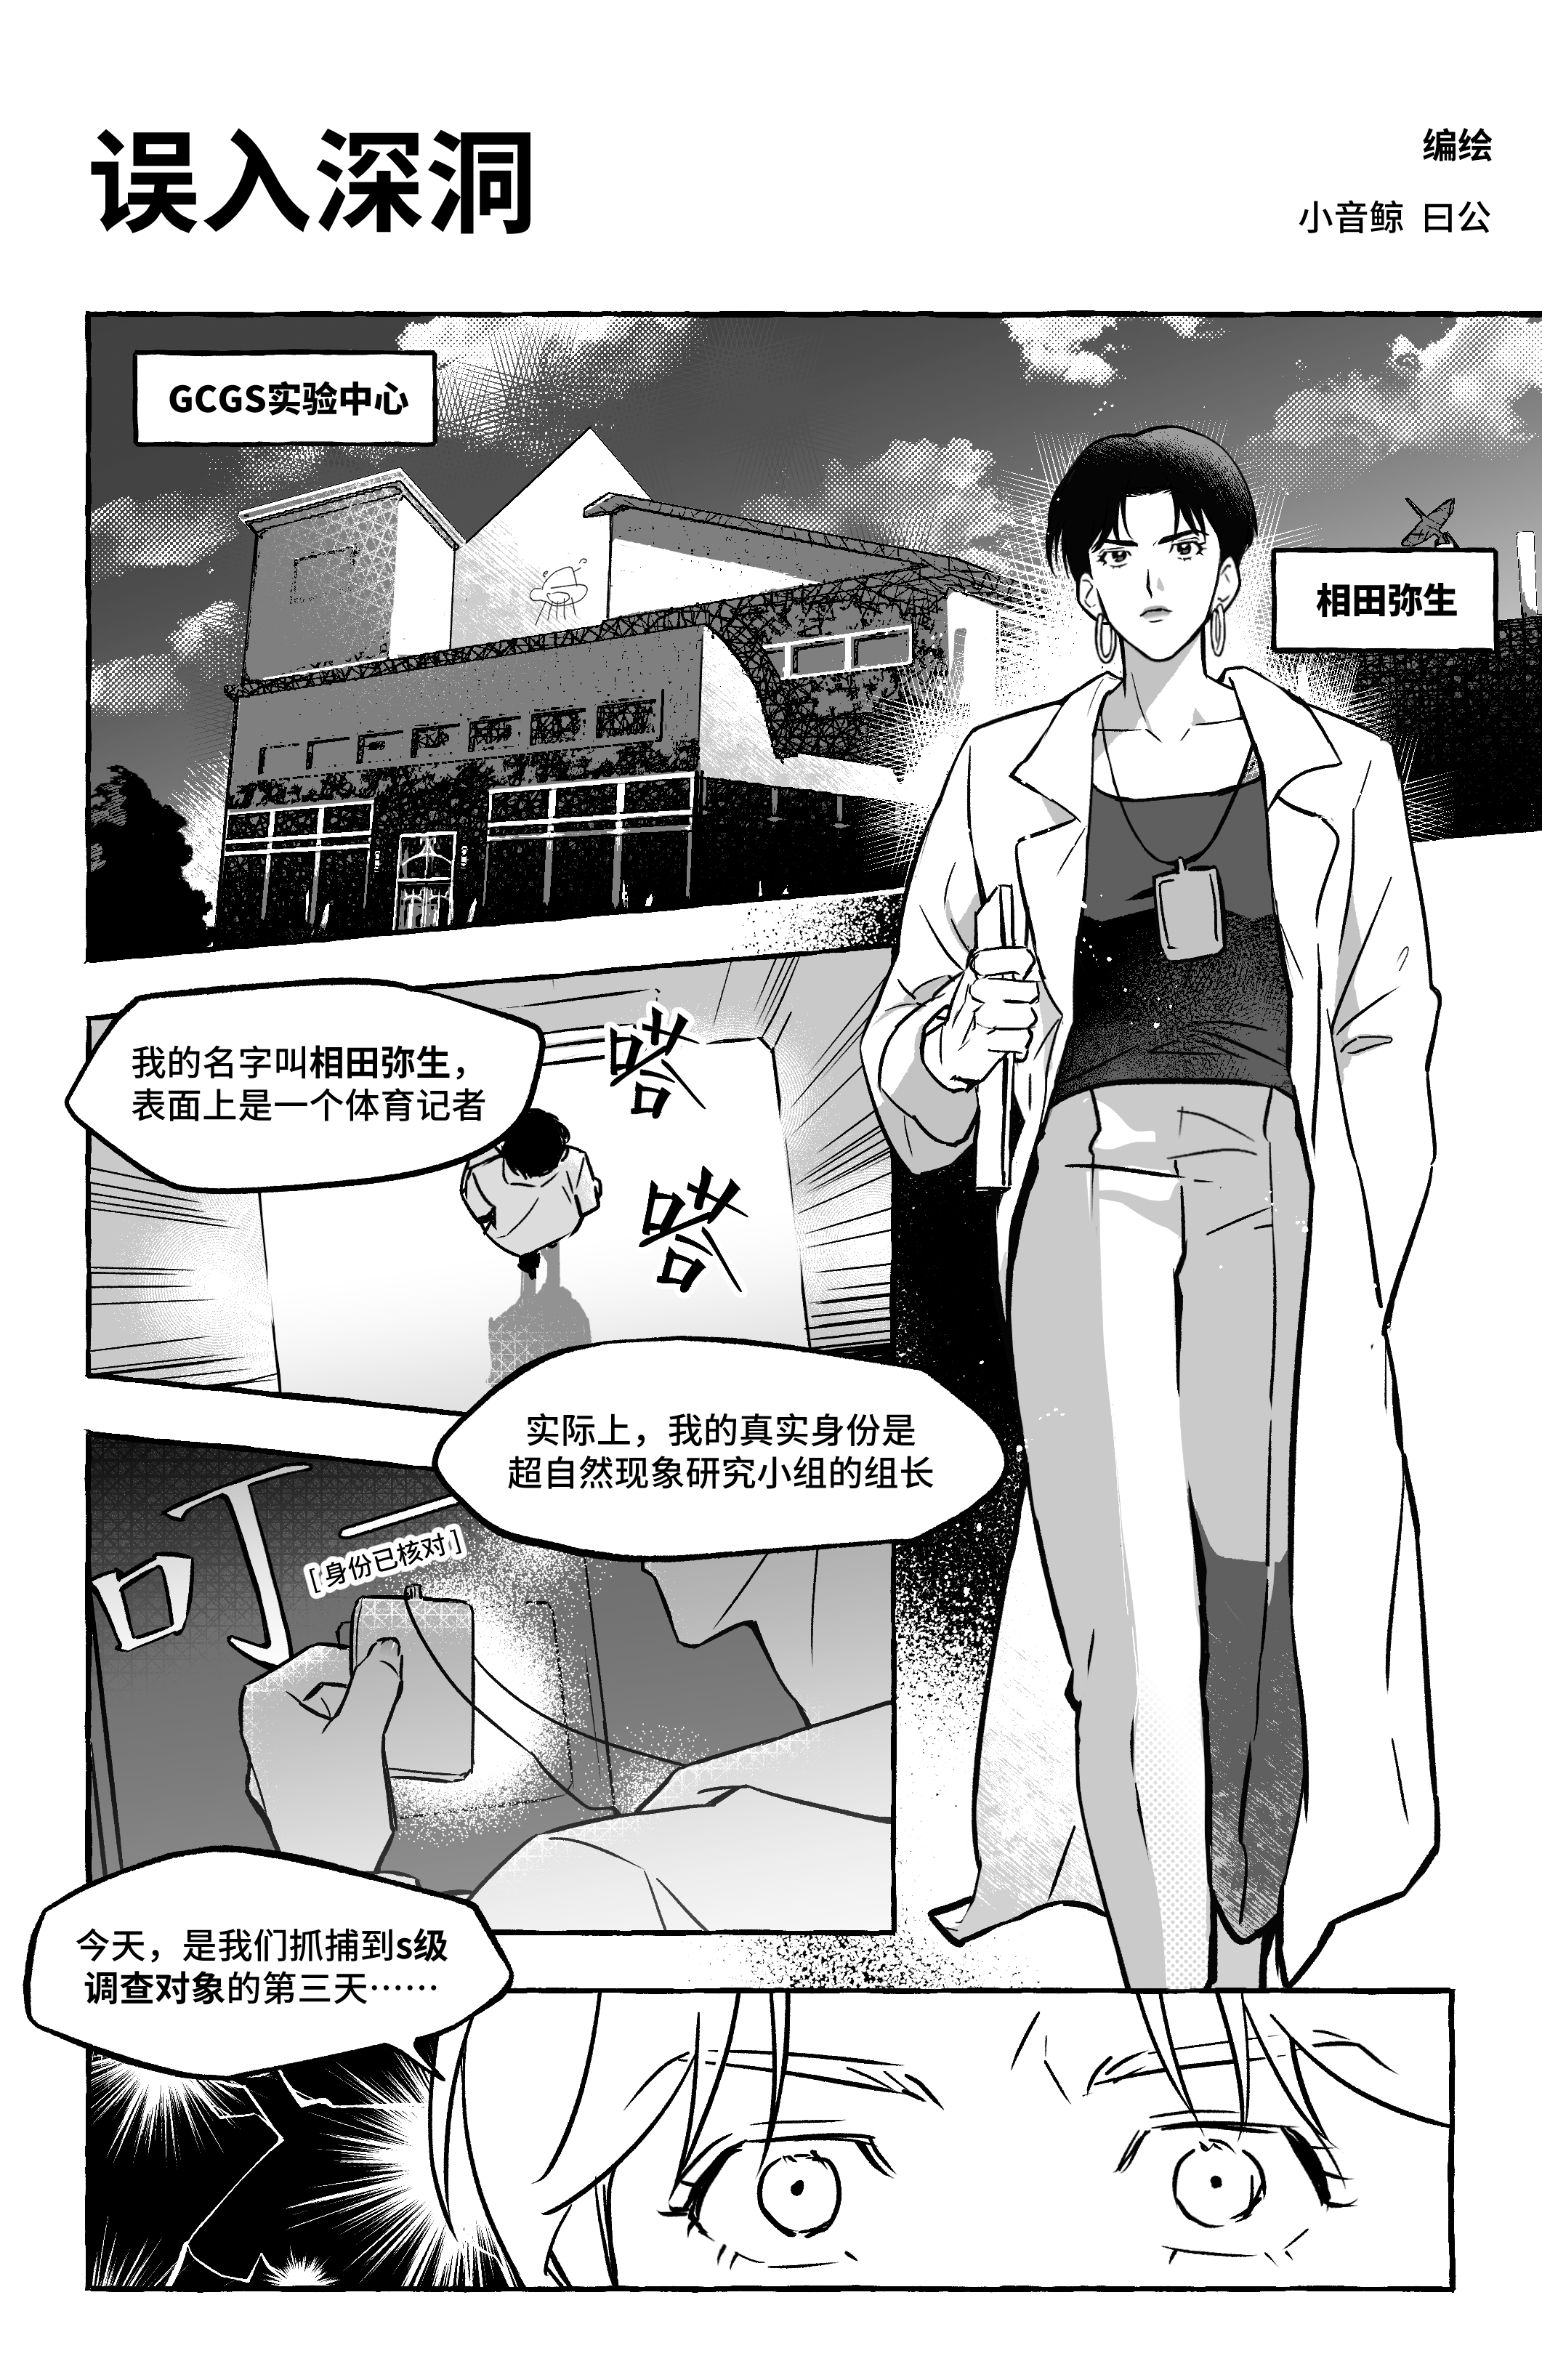 误入深洞
编绘
小音鲸 曰公
GCGS实验中心
相田弥生
我的名字叫相田弥生，
表面上是一个体育记者
嗒
嗒
实际上，我的真实身份是
超自然现象研究小组的组长
叮一
[身份已核对]
今天，是我们抓捕到s级
调查对象的第三天……